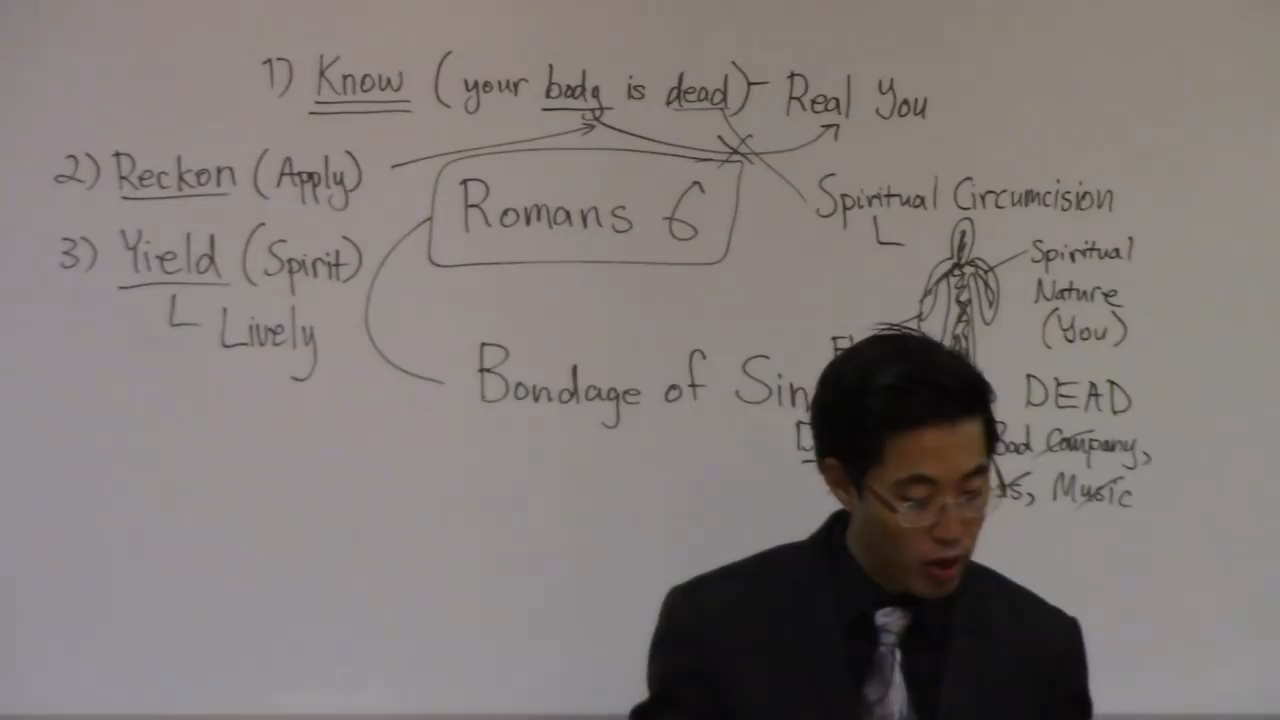 1) Know (your body is dead) - Real You
2) Reckon (Apply)
3) Yield (Spirit)
Lively
Romans 6
Bondage of Sin
Spiritual Circumcision
Spiritual
Nature
(You)
DEAD
Bad Company,
Music